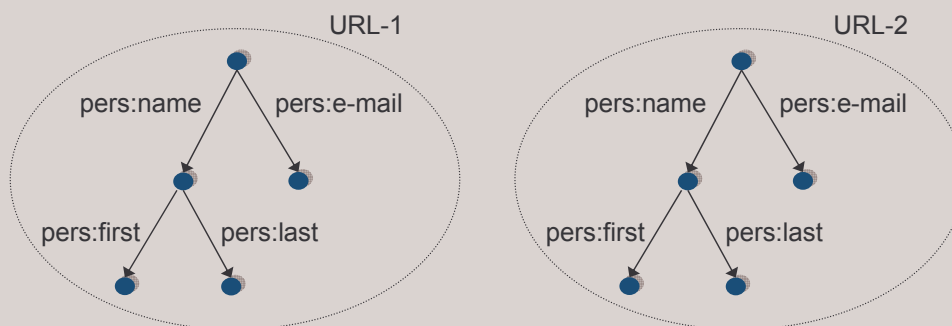 URL-1
pers:name
pers:e-mail
pers:first
pers:last
URL-2
pers:name
pers:e-mail
pers:first
pers:last